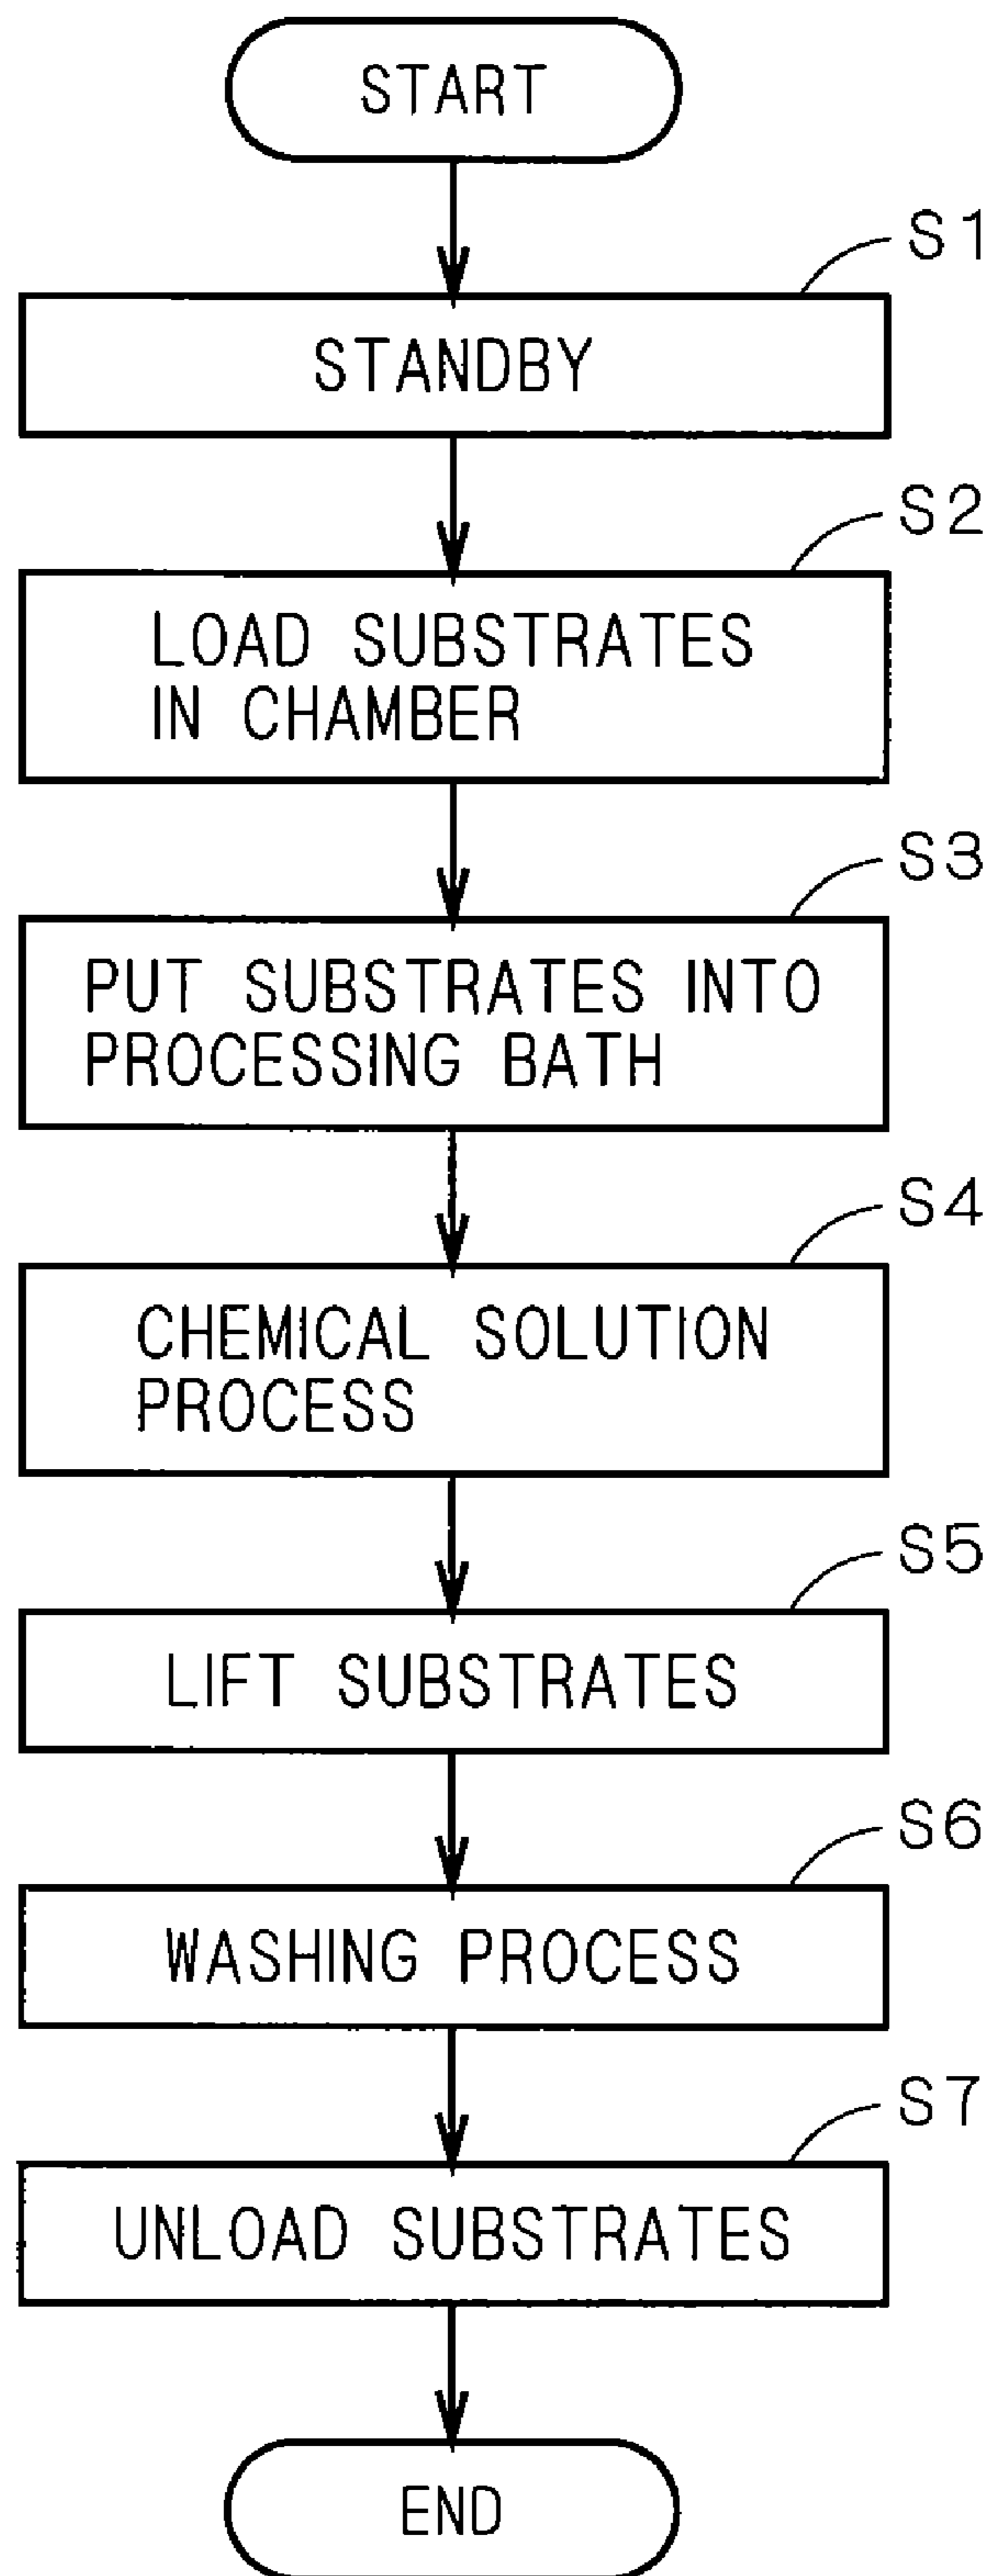 START
S1
STANDBY
S2
LOAD SUBSTRATES
IN CHAMBER
S3
PUT SUBSTRATES INTO
PROCESSING BATH
S4
CHEMICAL SOLUTION
PROCESS
S5
LIFT SUBSTRATES
S6
WASHING PROCESS
S7
UNLOAD SUBSTRATES
END